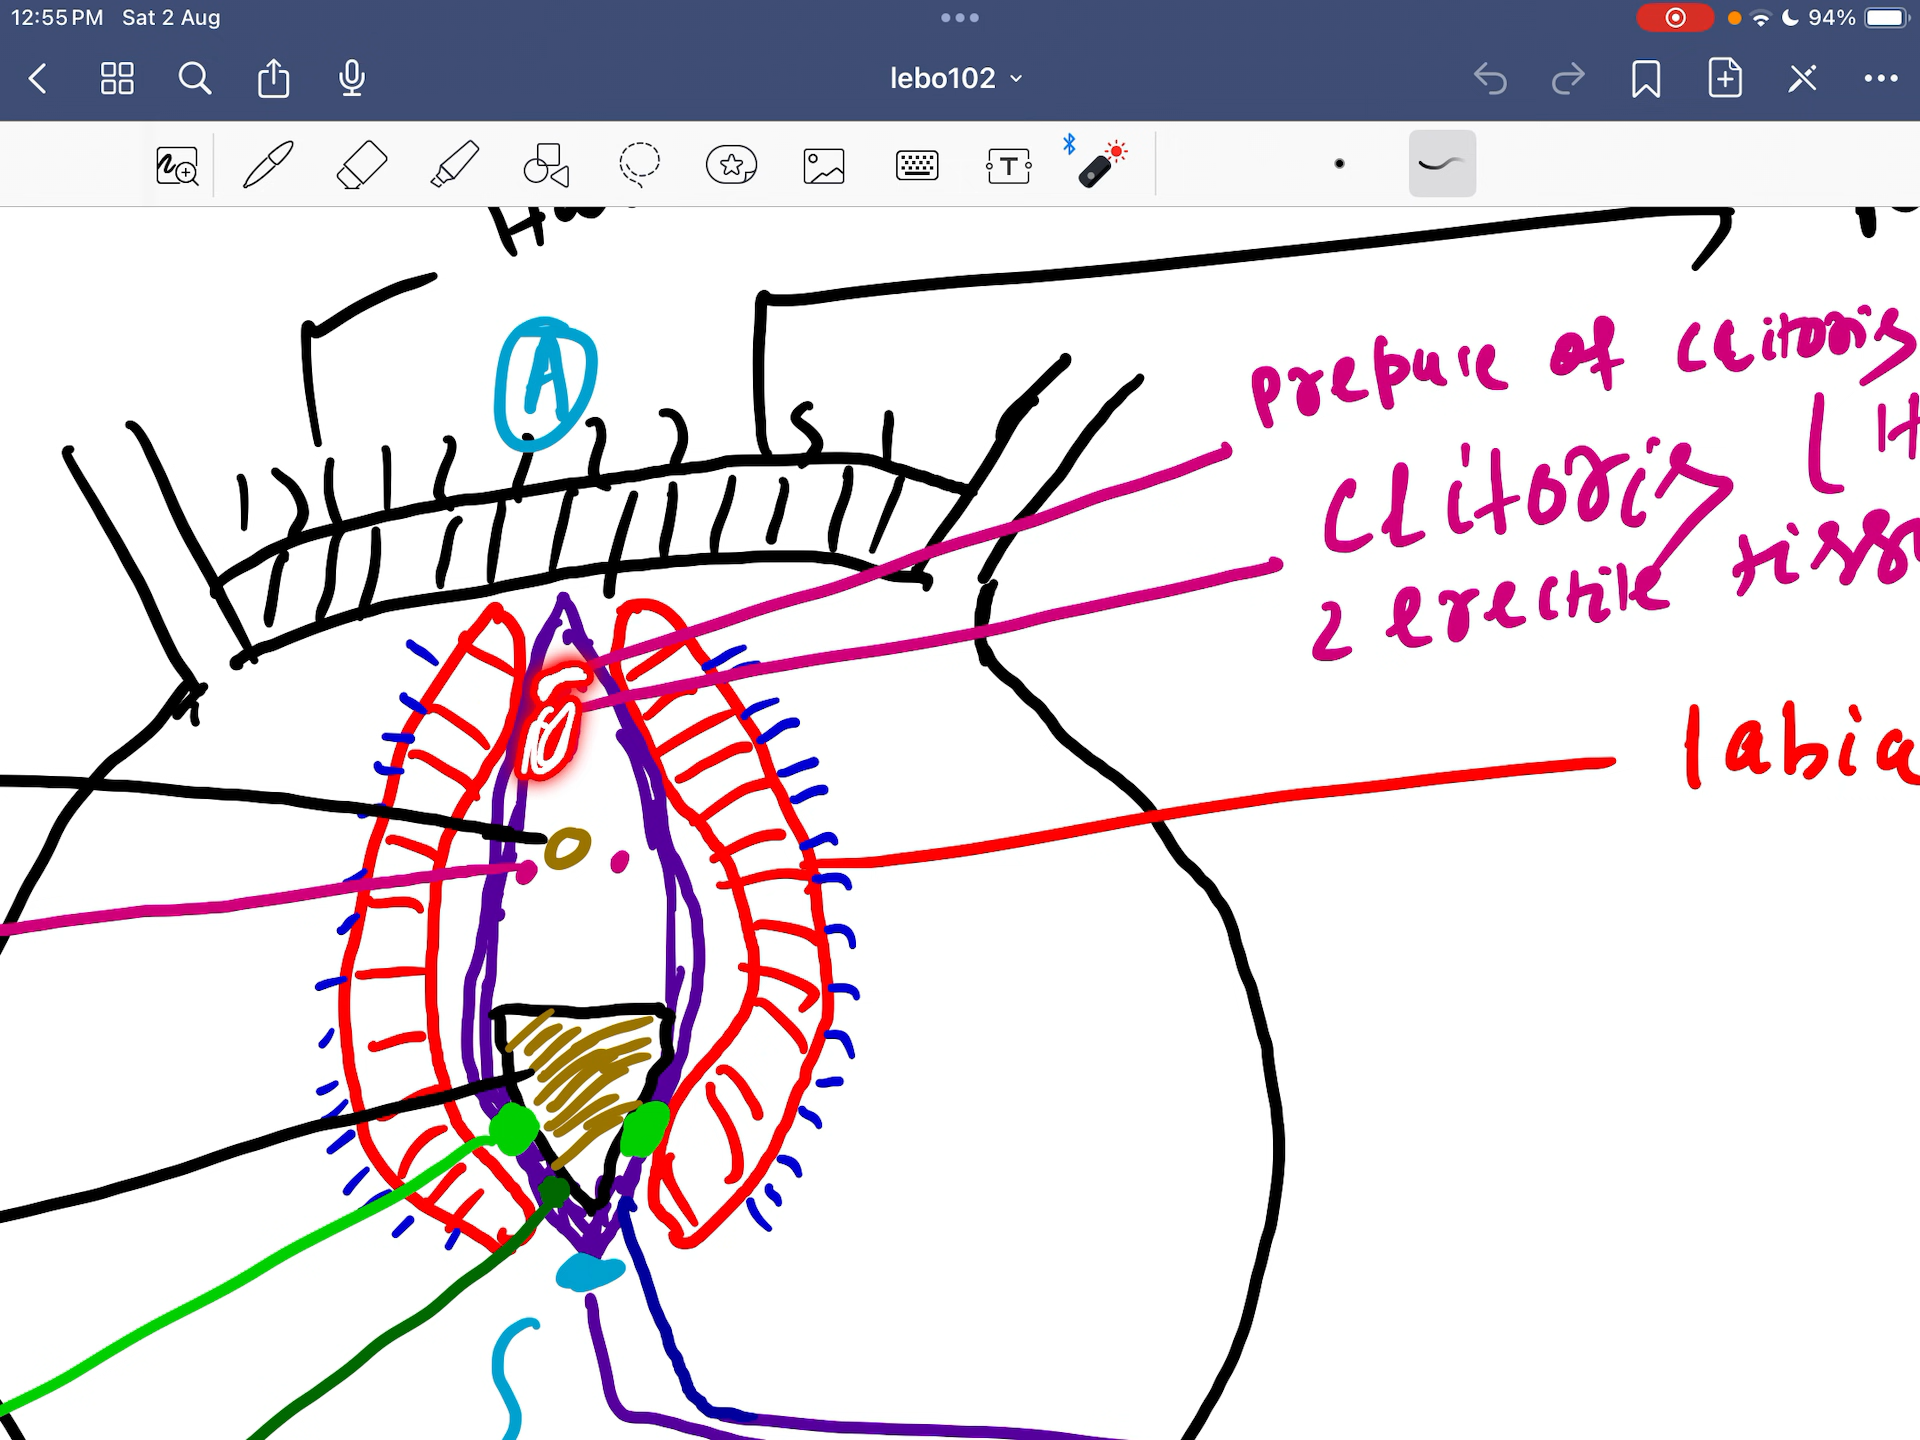 12:55 PM Sat 2 Aug
94%
lebo102
T
A
prepuce of clitoris
clitoris
2 erectile tissu
labia